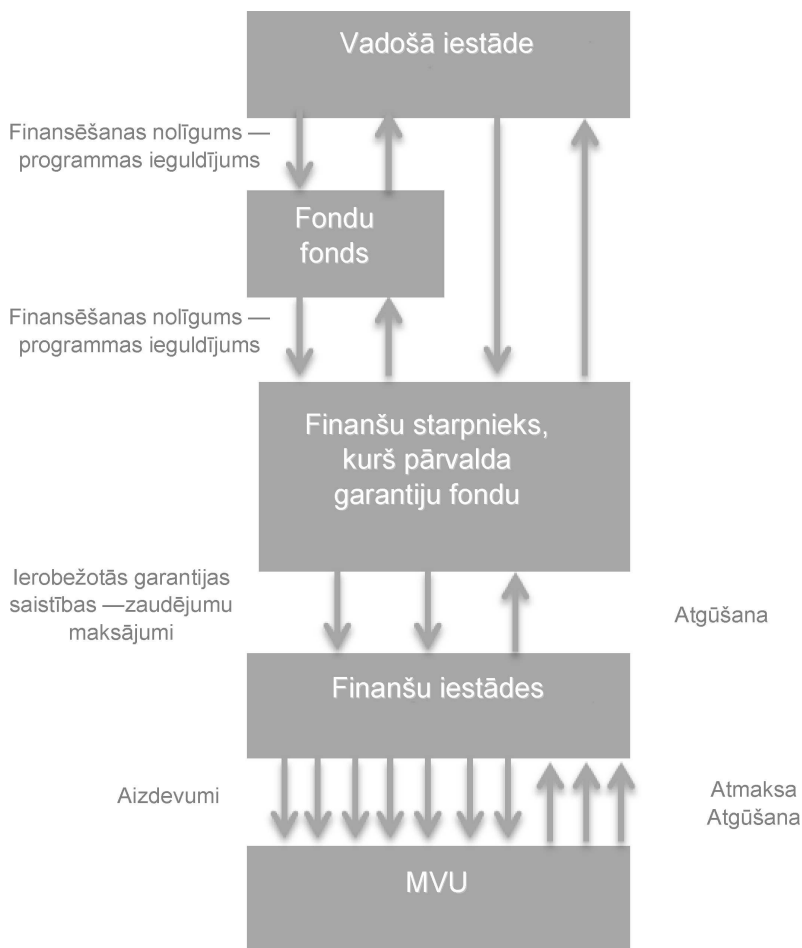 Vadošā iestāde
Finansēšanas nolīgums —
programmas ieguldījums
Fondu
fonds
Finansēšanas nolīgums —
programmas ieguldījums
Finanšu starpnieks,
kurš pārvalda
garantiju fondu
Ierobežotās garantijas
saistības —zaudējumu
maksājumi
Atgūšana
Finanšu iestādes
Aizdevumi
Atmaksa
Atgūšana
MVU